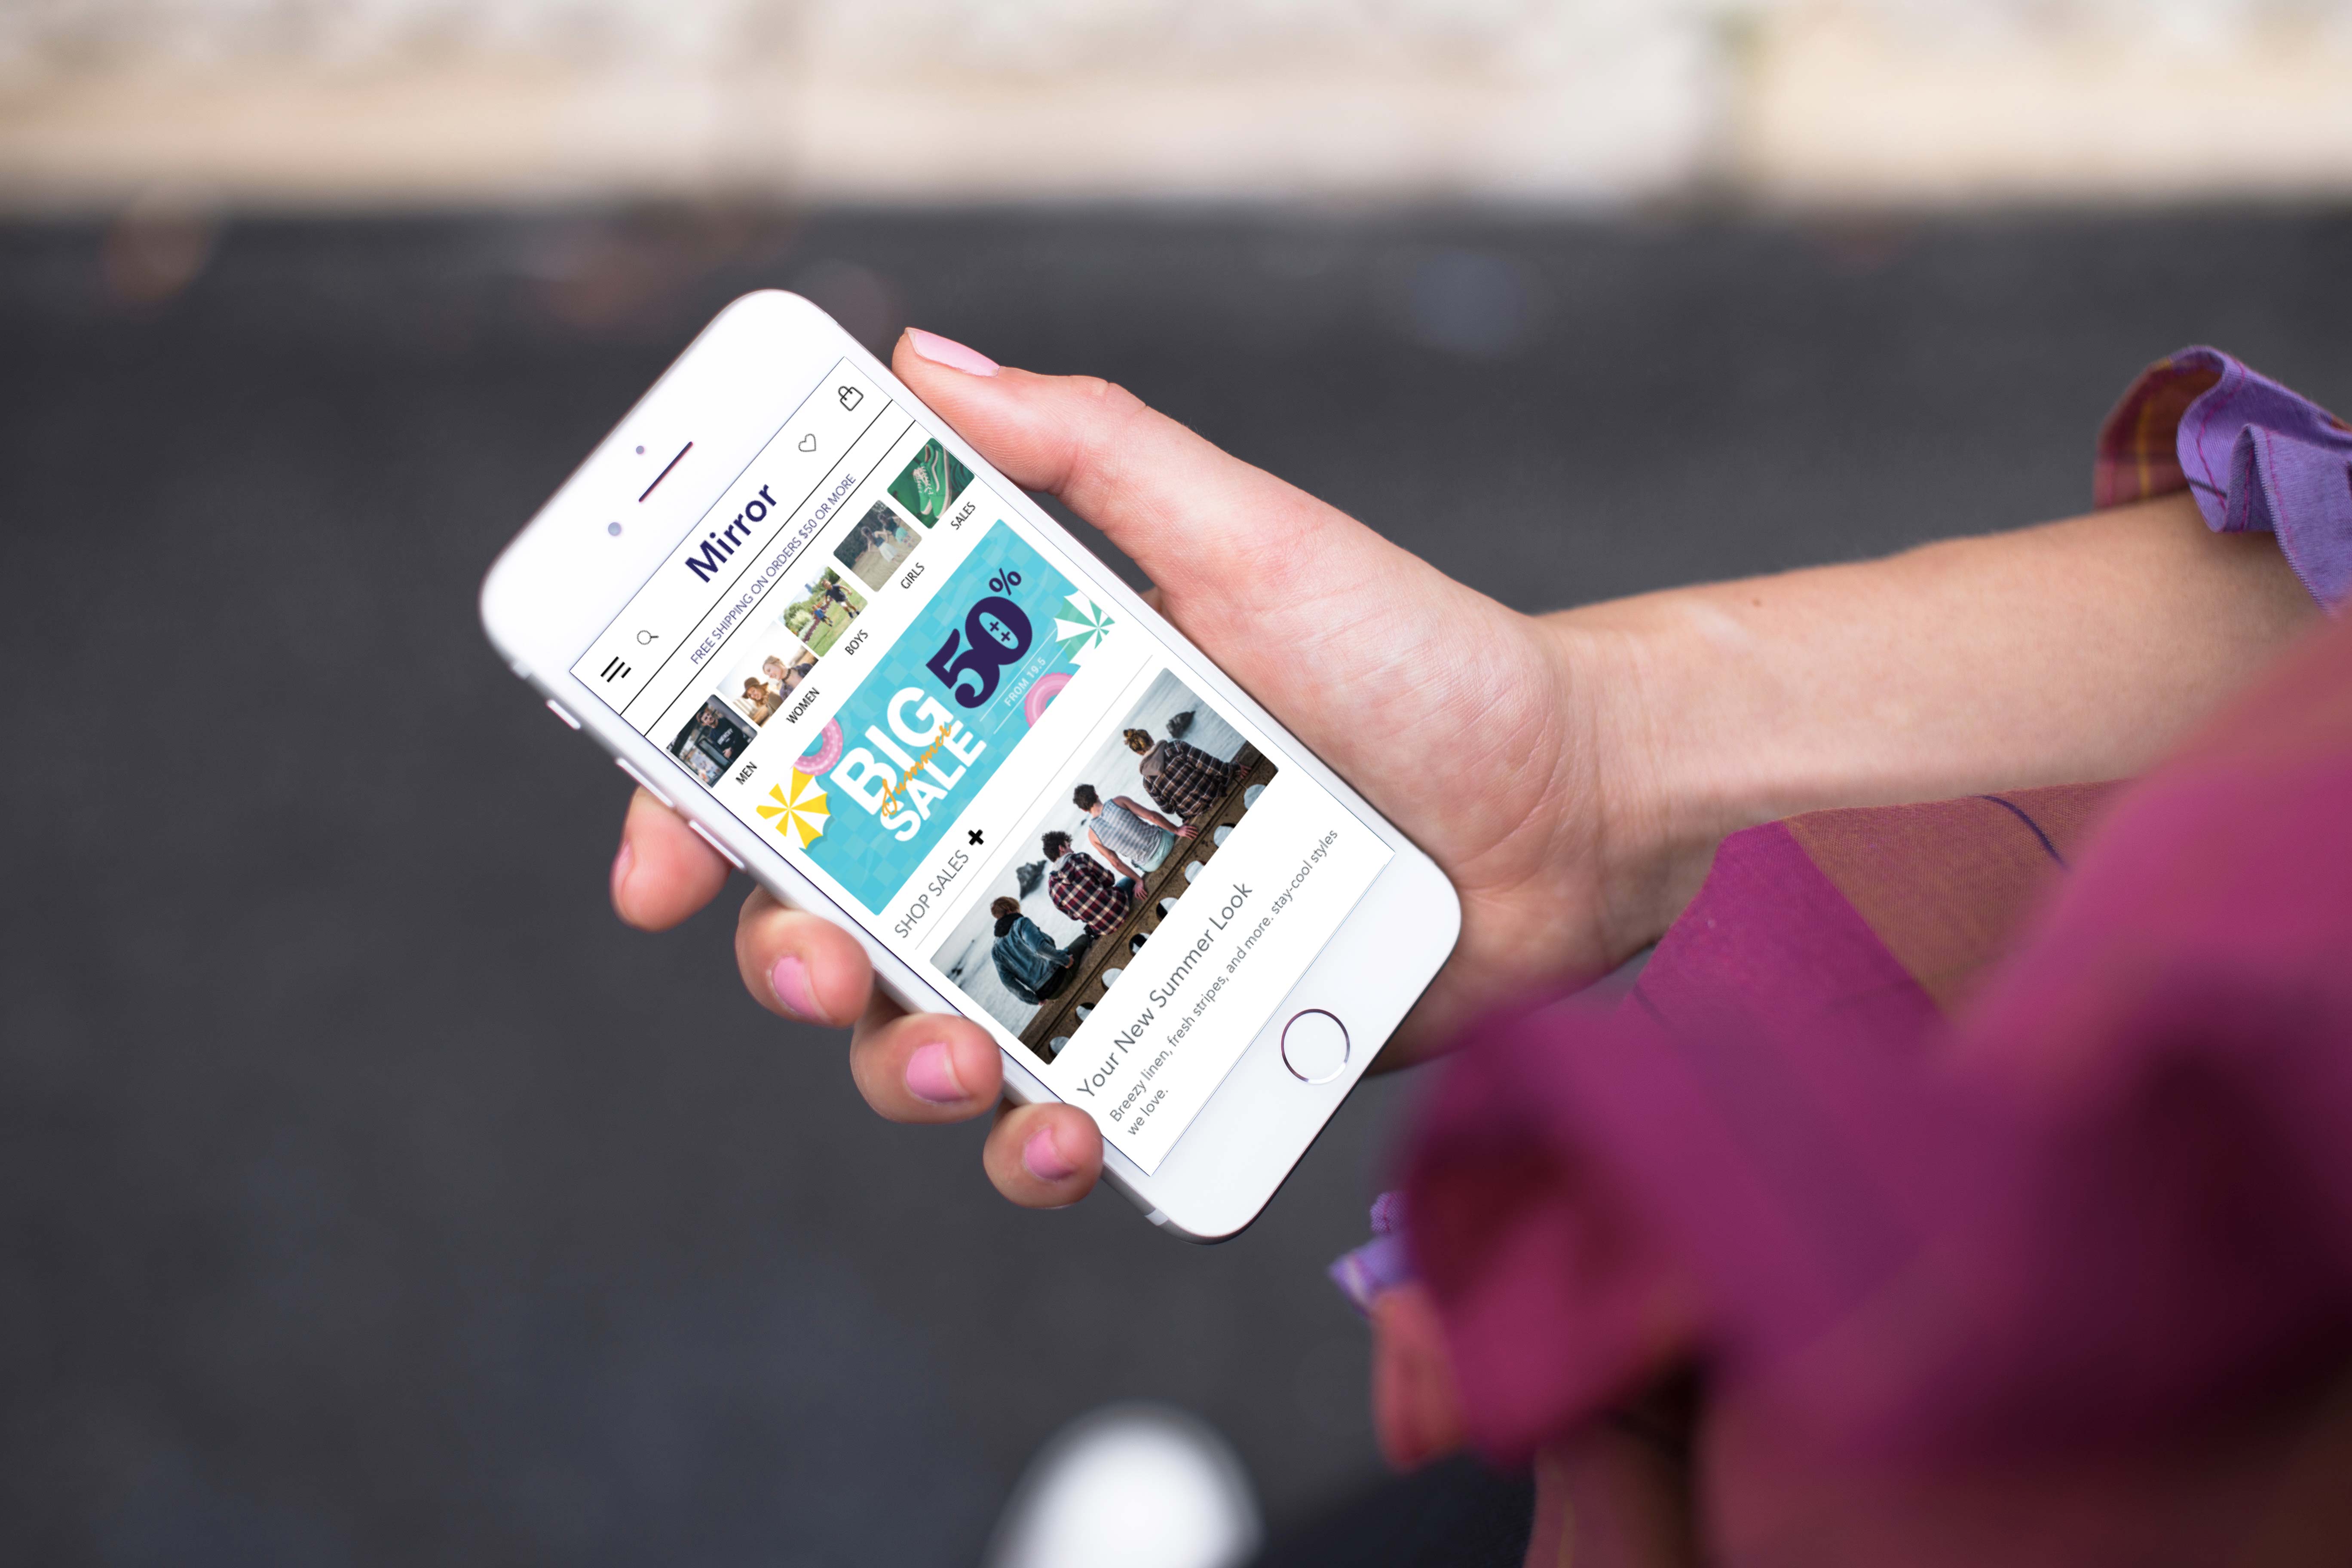 Mirror
FREE SHIPPING ON ORDERS $50 OR MORE
MEN
WOMEN
BOYS
GIRLS
SALES
BIG
Summer
SALE
50%
FROM 19.5
SHOP SALES +
Your New Summer Look
Breezy linen, fresh stripes, and more. stay-cool styles
we love.